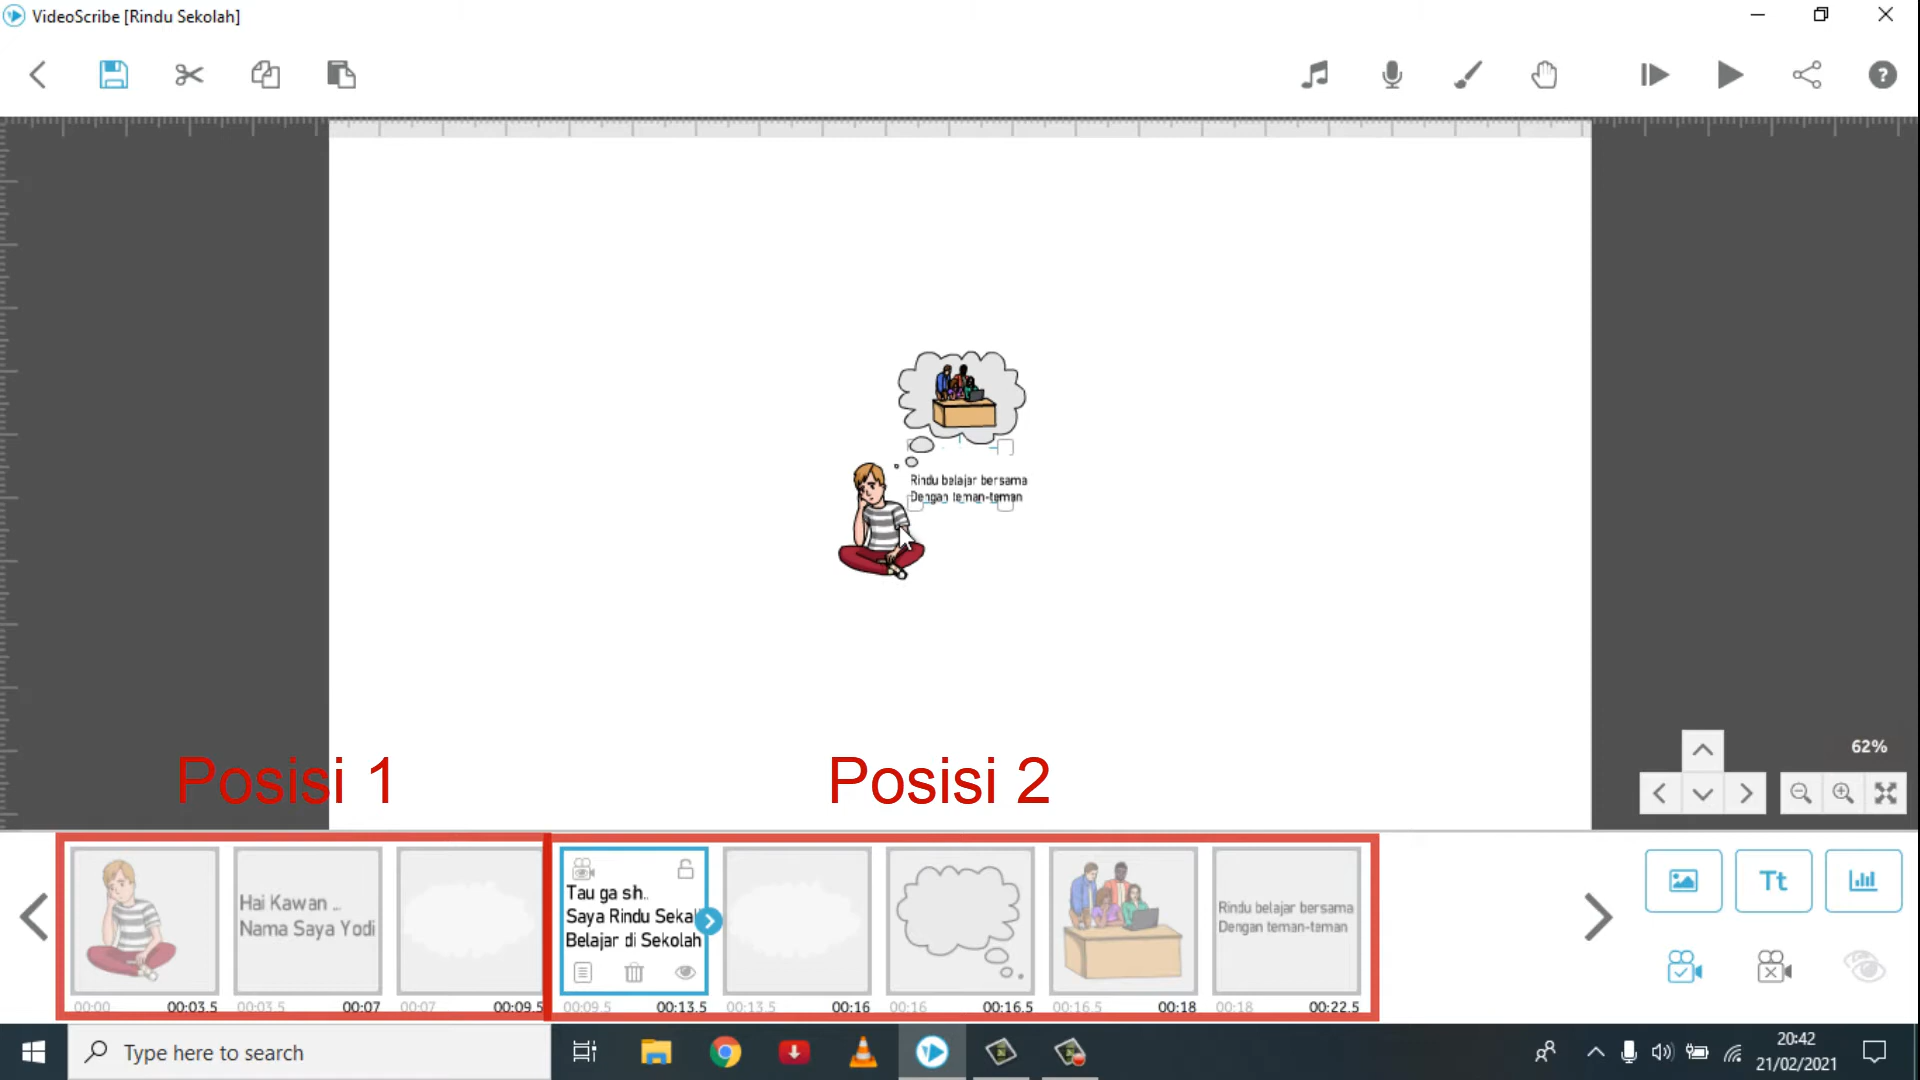 VideoScribe [Rindu Sekolah]
Rindu belajar bersama
Dengan teman-teman
62%
Posisi 1
Posisi 2
Hai Kawan ...
Nama Saya Yodi
Tau ga sih..
Saya Rindu Sekal
Belajar di Sekolah
Rindu belajar bersama
Dengan teman-teman
Tt
00:00 00:03.5
00:03.5 00:07
00:07 00:09.5
00:09.5 00:13.5
00:13.5 00:16
00:16 00:16.5
00:16.5 00:18
00:18 00:22.5
Type here to search
20:42
21/02/2021